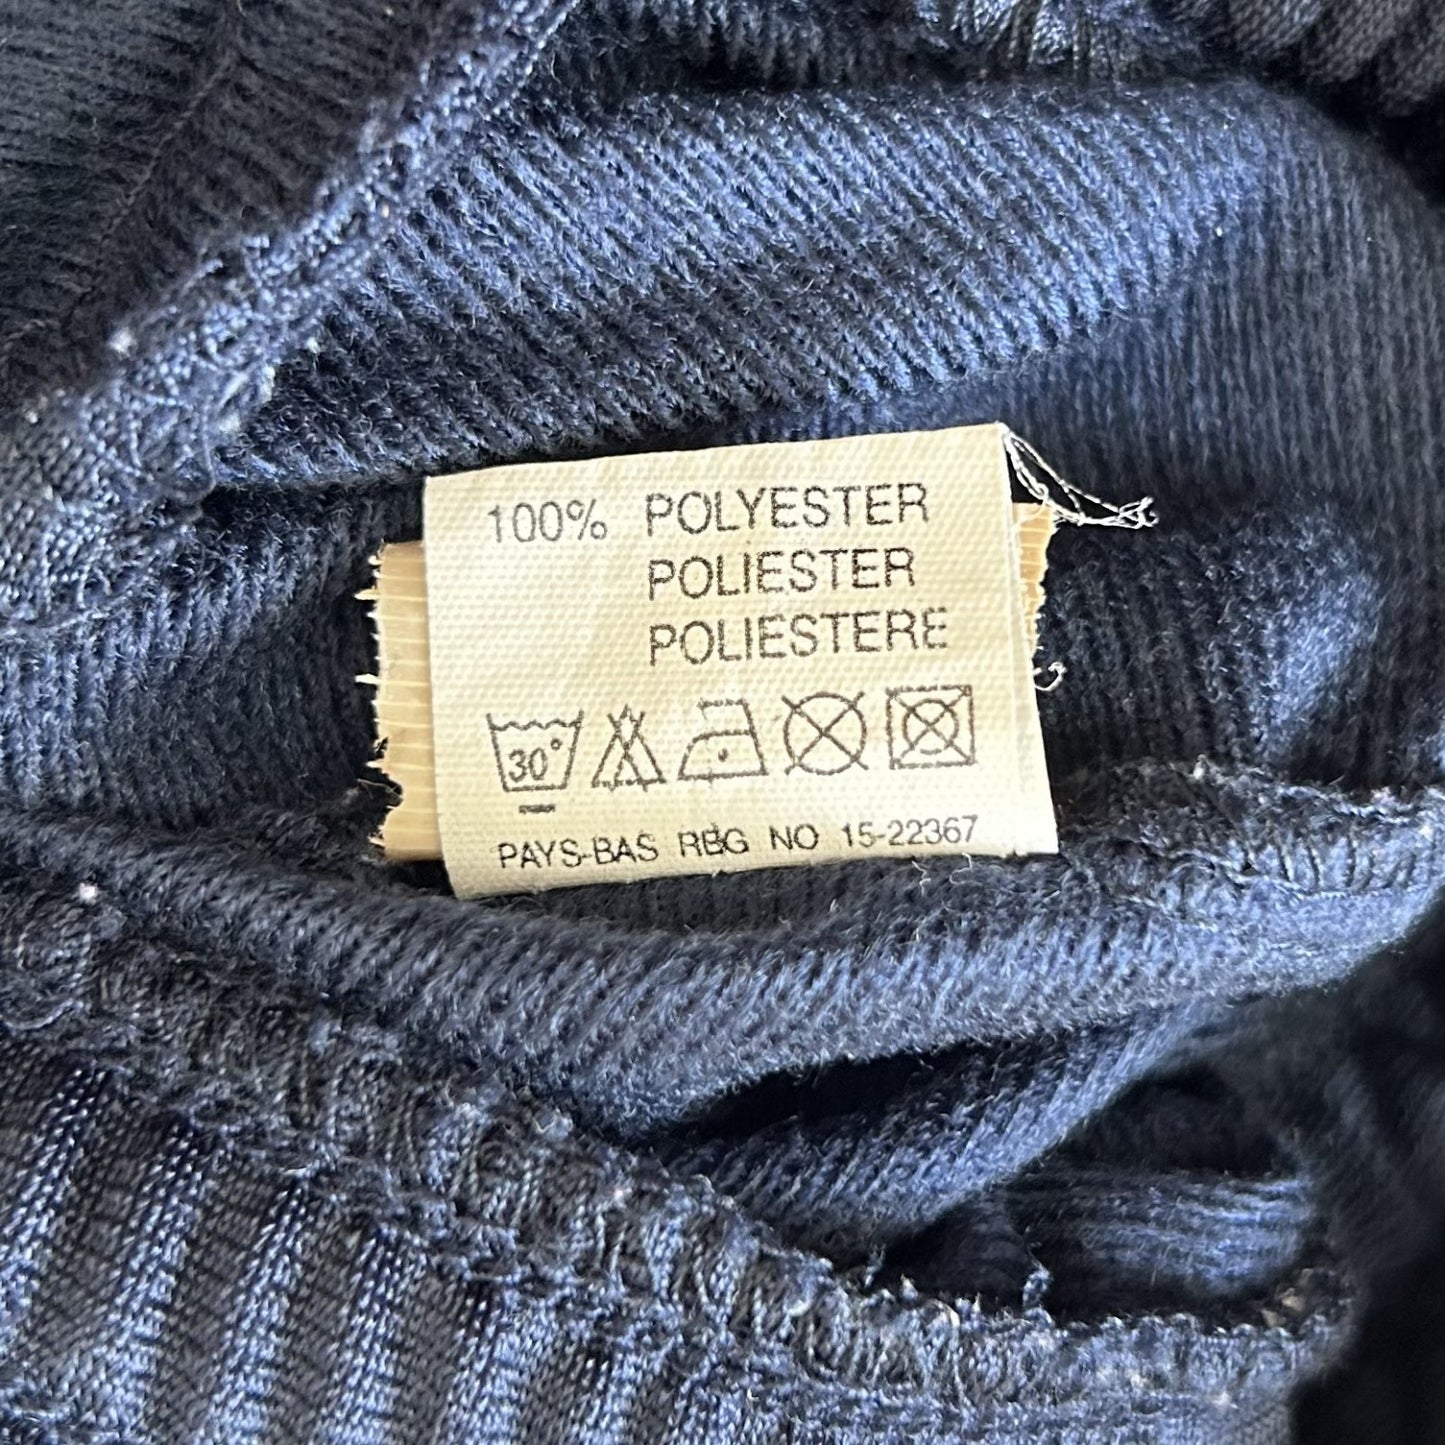 100% POLYESTER
POLIESTER
POLIESTERE
30°
PAYS-BAS RBG NO 15-22367